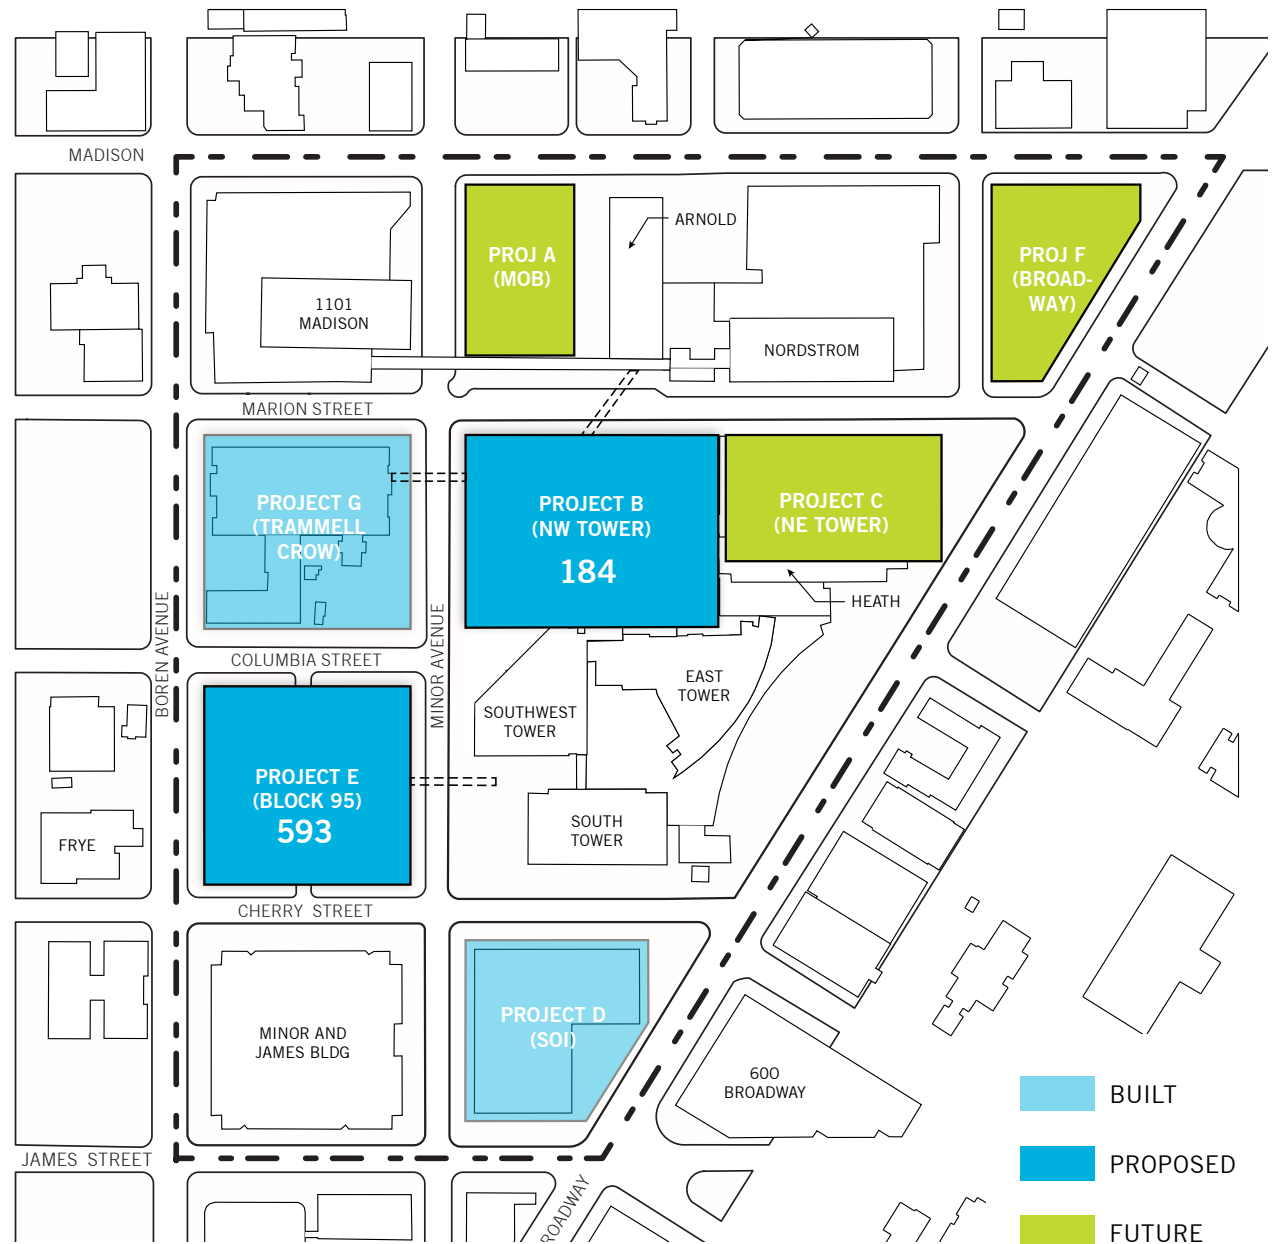 MADISON
ARNOLD
PROJ A
(MOB)
PROJ F
(BROAD-
WAY)
1101
MADISON
NORDSTROM
MARION STREET
PROJECT G
(TRAMMELL
CROW)
PROJECT B
(NW TOWER)
184
PROJECT C
(NE TOWER)
HEATH
BOREN AVENUE
MINOR AVENUE
COLUMBIA STREET
EAST
TOWER
SOUTHWEST
TOWER
PROJECT E
(BLOCK 95)
593
SOUTH
TOWER
FRYE
CHERRY STREET
PROJECT D
(SOI)
MINOR AND
JAMES BLDG
600
BROADWAY
JAMES STREET
ROADWAY
BUILT
PROPOSED
FUTURE